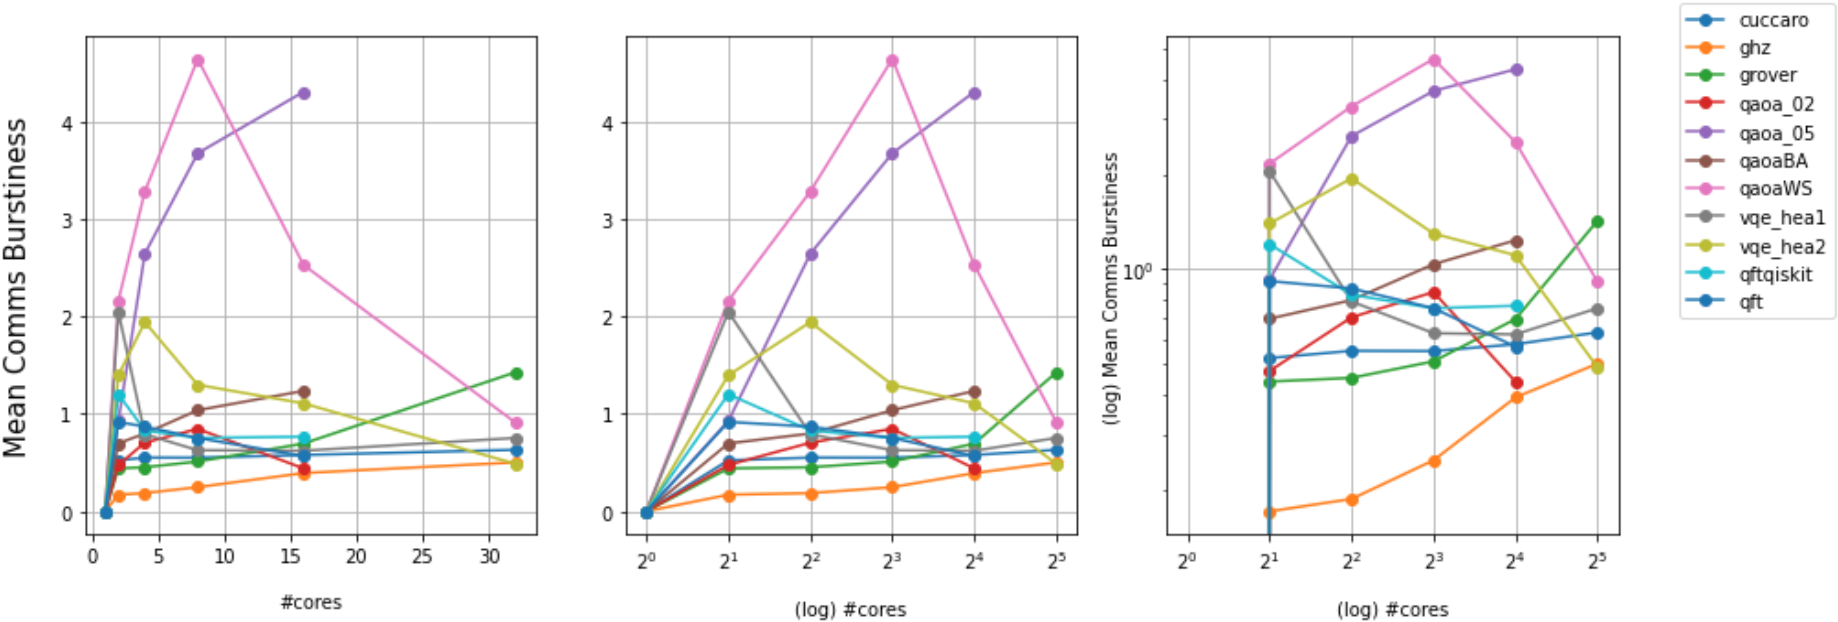 Mean Comms Burstiness
4
3
2
1
0
0 5 10 15 20 25 30
#cores
4
3
2
1
0
2⁰ 2¹ 2² 2³ 2⁴ 2⁵
(log) #cores
(log) Mean Comms Burstiness
10⁰
2⁰ 2¹ 2² 2³ 2⁴ 2⁵
(log) #cores
cuccaro
ghz
grover
qaoa_02
qaoa_05
qaoaBA
qaoaWS
vqe_hea1
vqe_hea2
qftqiskit
qft